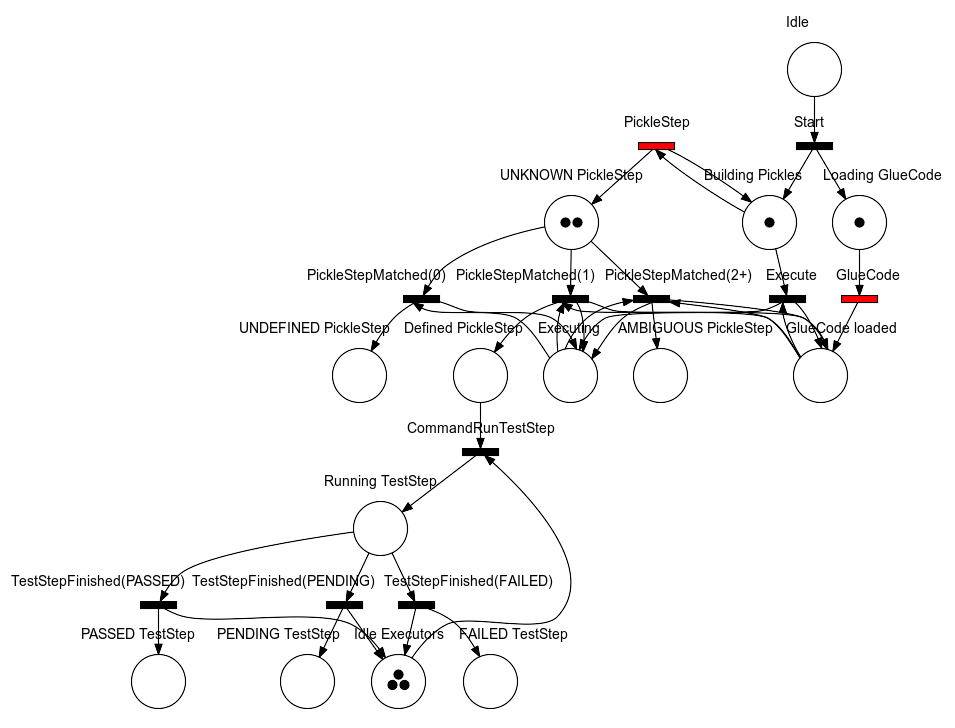 Idle
PickleStep
Start
UNKNOWN PickleStep
Building Pickles
Loading GlueCode
PickleStepMatched(0)
PickleStepMatched(1)
PickleStepMatched(2+)
Execute
GlueCode
UNDEFINED PickleStep
Defined PickleStep
Executing
AMBIGUOUS PickleStep
GlueCode loaded
CommandRunTestStep
Running TestStep
TestStepFinished(PASSED)
TestStepFinished(PENDING)
TestStepFinished(FAILED)
PASSED TestStep
PENDING TestStep
Idle Executors
FAILED TestStep